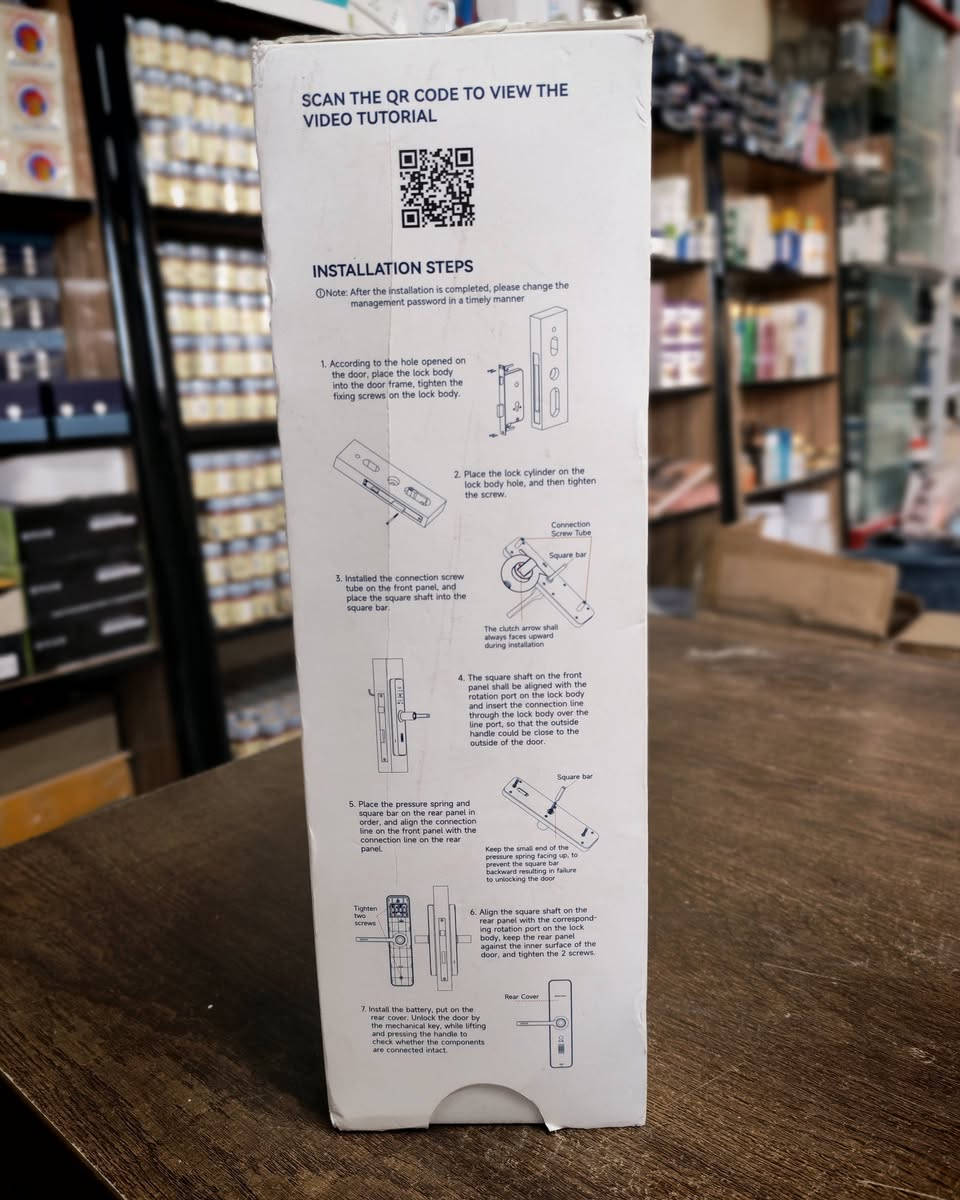 SCAN THE QR CODE TO VIEW THE
VIDEO TUTORIAL
INSTALLATION STEPS
ⓘNote: After the installation is completed, please change the
management password in a timely manner
1. According to the hole opened on
the door, place the lock body
into the door frame, tighten the
fixing screws on the lock body.
2. Place the lock cylinder on the
lock body hole, and then tighten
the screw.
Connection
Screw Tube
Square bar
3. Installed the connection screw
tube on the front panel, and
place the square shaft into the
square bar.
The clutch arrow shall
always faces upward
during installation
4. The square shaft on the front
panel shall be aligned with the
rotation port on the lock body
and insert the connection line
through the lock body over the
line port, so that the outside
handle could be close to the
outside of the door.
Square bar
5. Place the pressure spring and
square bar on the rear panel in
order, and align the connection
line on the front panel with the
connection line on the rear
panel.
Keep the small end of the
pressure spring facing up, to
prevent the square bar
backward resulting in failure
to unlocking the door
Tighten
two
screws
6. Align the square shaft on the
rear panel with the correspond-
ing rotation port on the lock
body, keep the rear panel
against the inner surface of the
door, and tighten the 2 screws.
Rear Cover
7. Install the battery, put on the
rear cover. Unlock the door by
the mechanical key, while lifting
and pressing the handle to
check whether the components
are connected intact.